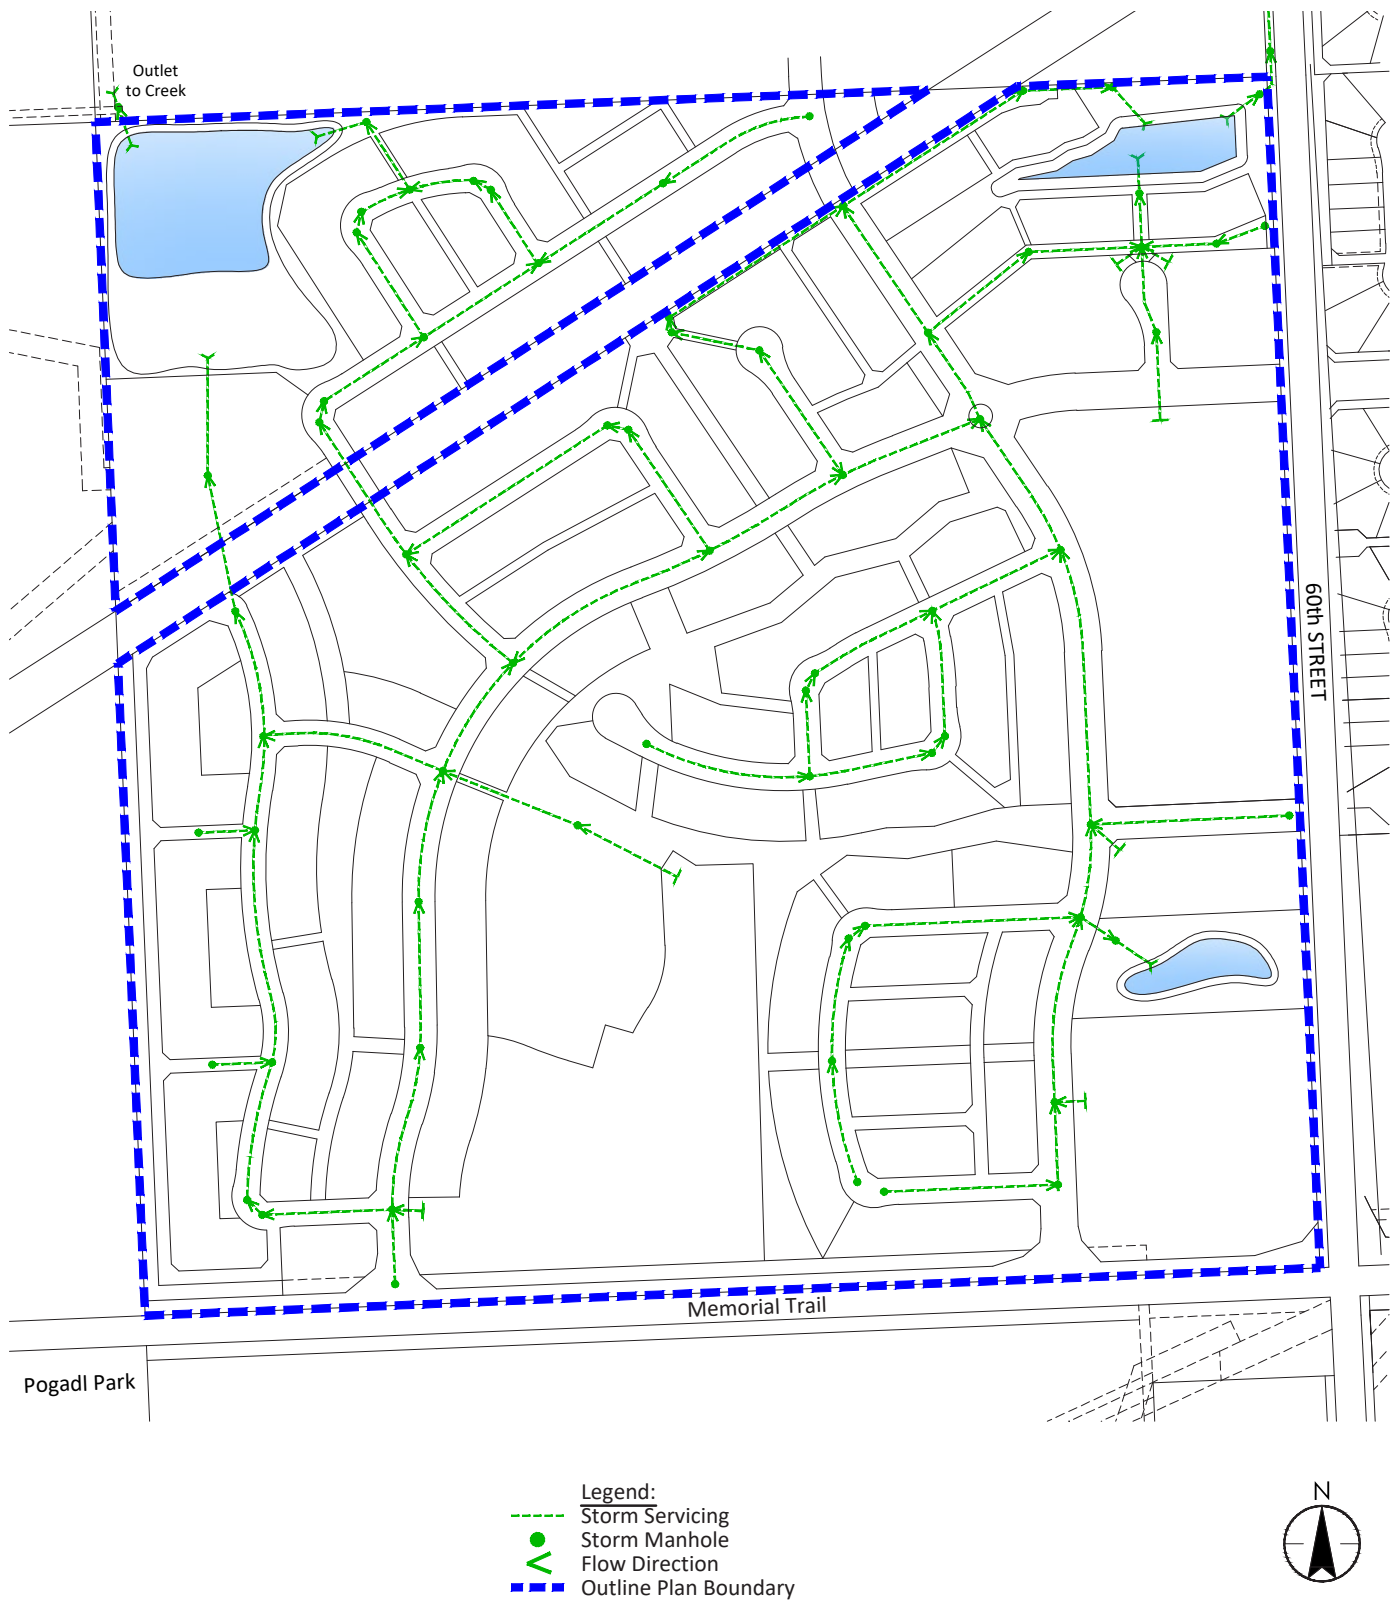 Outlet
to Creek
60th STREET
Memorial Trail
Pogadl Park
Legend:
Storm Servicing
Storm Manhole
Flow Direction
Outline Plan Boundary
N